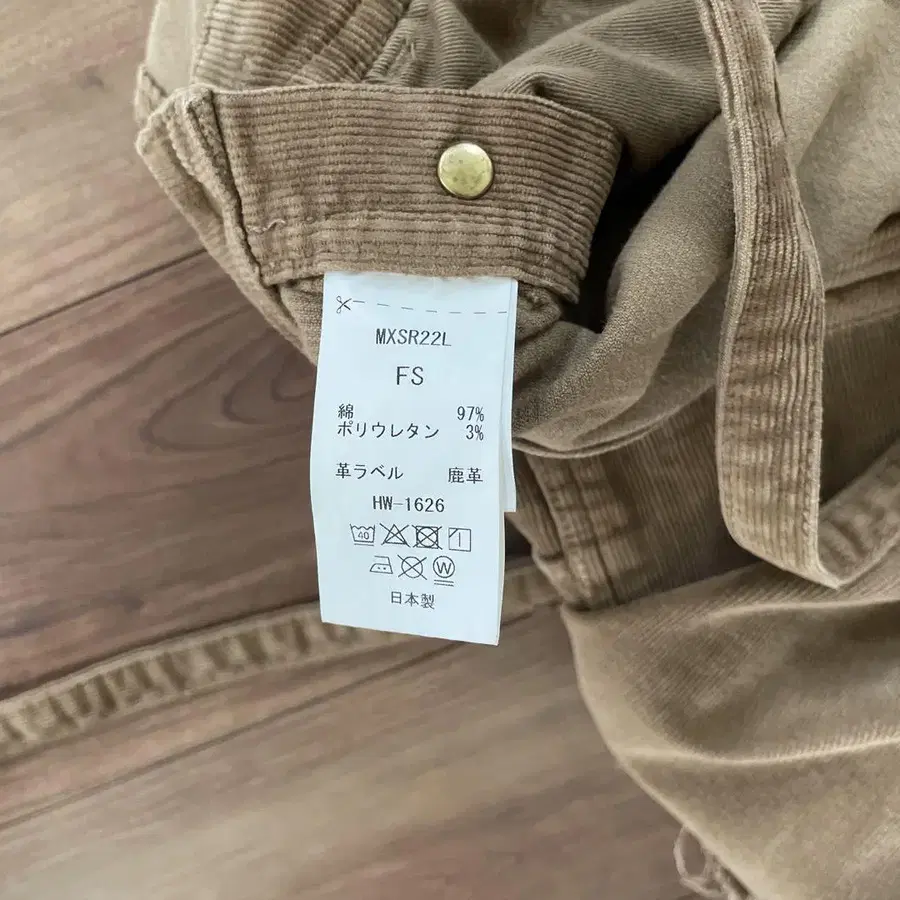 MXSR22L
FS
綿 97%
ポリウレタン 3%
革ラベル 鹿革
HW-1626
40
W
日本製